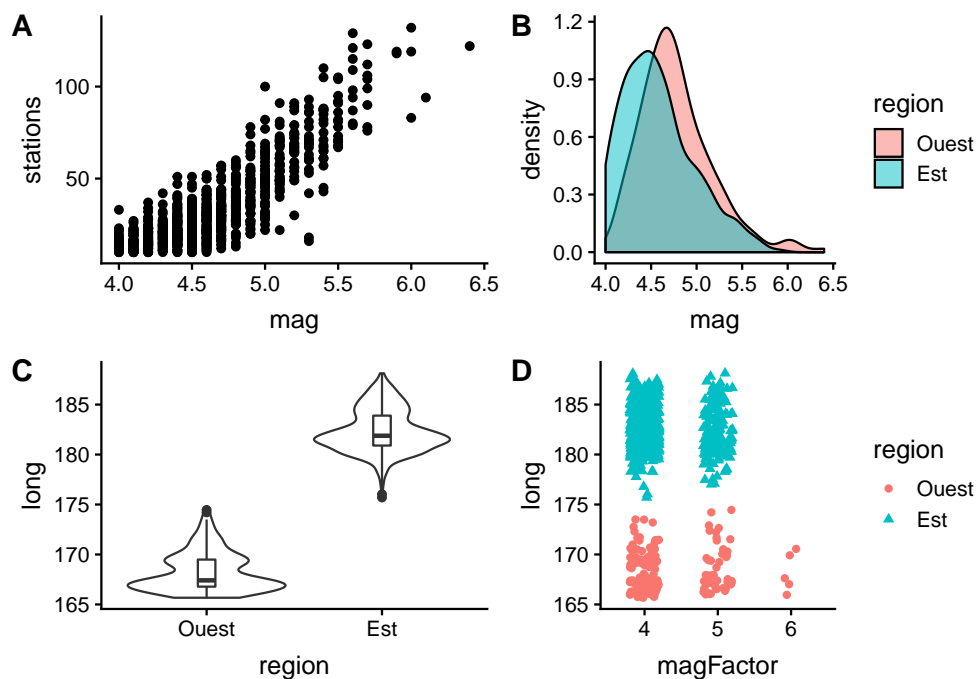 A
stations
100
50
4.0 4.5 5.0 5.5 6.0 6.5
mag
B
density
1.2
0.9
0.6
0.3
0.0
4.0 4.5 5.0 5.5 6.0 6.5
mag
region
Ouest
Est
C
long
185
180
175
170
165
Ouest Est
region
D
long
185
180
175
170
165
4 5 6
magFactor
region
Ouest
Est